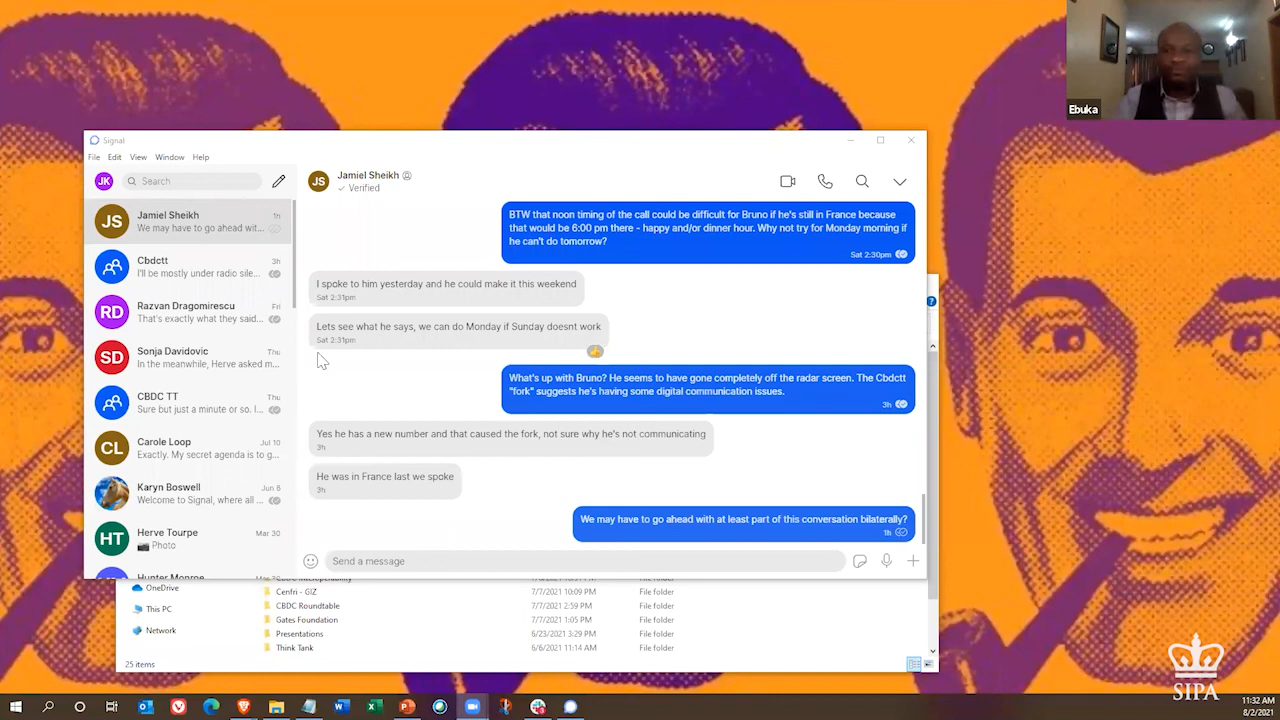 Ebuka
Signal
File Edit View Window Help
JK
Search
JS
Jamiel Sheikh
Verified
JS
Jamiel Sheikh
1h
We may have to go ahead wit...
Cbdctt
3h
I'll be mostly under radio sile...
RD
Razvan Dragomirescu
Fri
That's exactly what they said...
SD
Sonja Davidovic
Thu
In the meanwhile, Herve asked m...
CBDC TT
Thu
Sure but just a minute or so. I...
CL
Carole Loop
Jul 10
Exactly. My secret agenda is to g...
Karyn Boswell
Jun 6
Welcome to Signal, where all ...
HT
Herve Tourpe
Mar 30
Photo
Hunter Monroe
BTW that noon timing of the call could be difficult for Bruno if he's still in France because
that would be 6:00 pm there - happy and/or dinner hour. Why not try for Monday morning if
he can't do tomorrow?
Sat 2:30pm
I spoke to him yesterday and he could make it this weekend
Sat 2:31pm
Lets see what he says, we can do Monday if Sunday doesnt work
Sat 2:31pm
What's up with Bruno? He seems to have gone completely off the radar screen. The Cbdctt
"fork" suggests he's having some digital communication issues.
3h
Yes he has a new number and that caused the fork, not sure why he's not communicating
3h
He was in France last we spoke
3h
We may have to go ahead with at least part of this conversation bilaterally?
1h
Send a message
OneDrive
This PC
Network
CBDC Interoperability
File folder
Cenfri - GIZ 7/7/2021 10:09 PM File folder
CBDC Roundtable 7/7/2021 2:59 PM File folder
Gates Foundation 7/7/2021 1:05 PM File folder
Presentations 6/23/2021 3:29 PM File folder
Think Tank 6/6/2021 11:14 AM File folder
25 items
SIPA
11:32 AM
8/2/2021